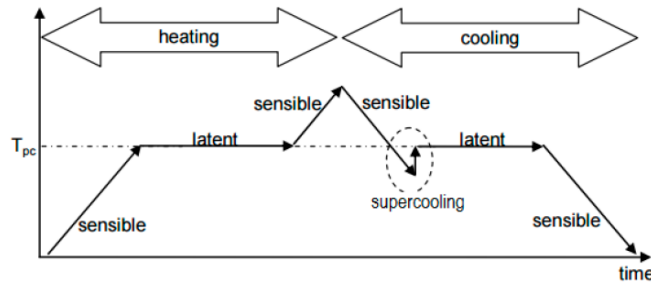 heating
cooling
sensible
sensible
T_pc
latent
latent
supercooling
sensible
sensible
time